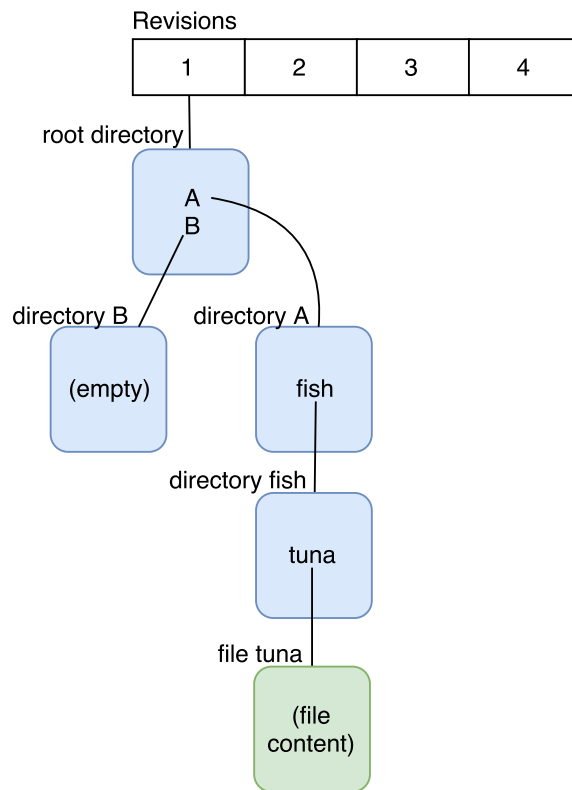 Revisions
1 2 3 4
root directory
A
B
directory B
directory A
(empty)
fish
directory fish
tuna
file tuna
(file
content)